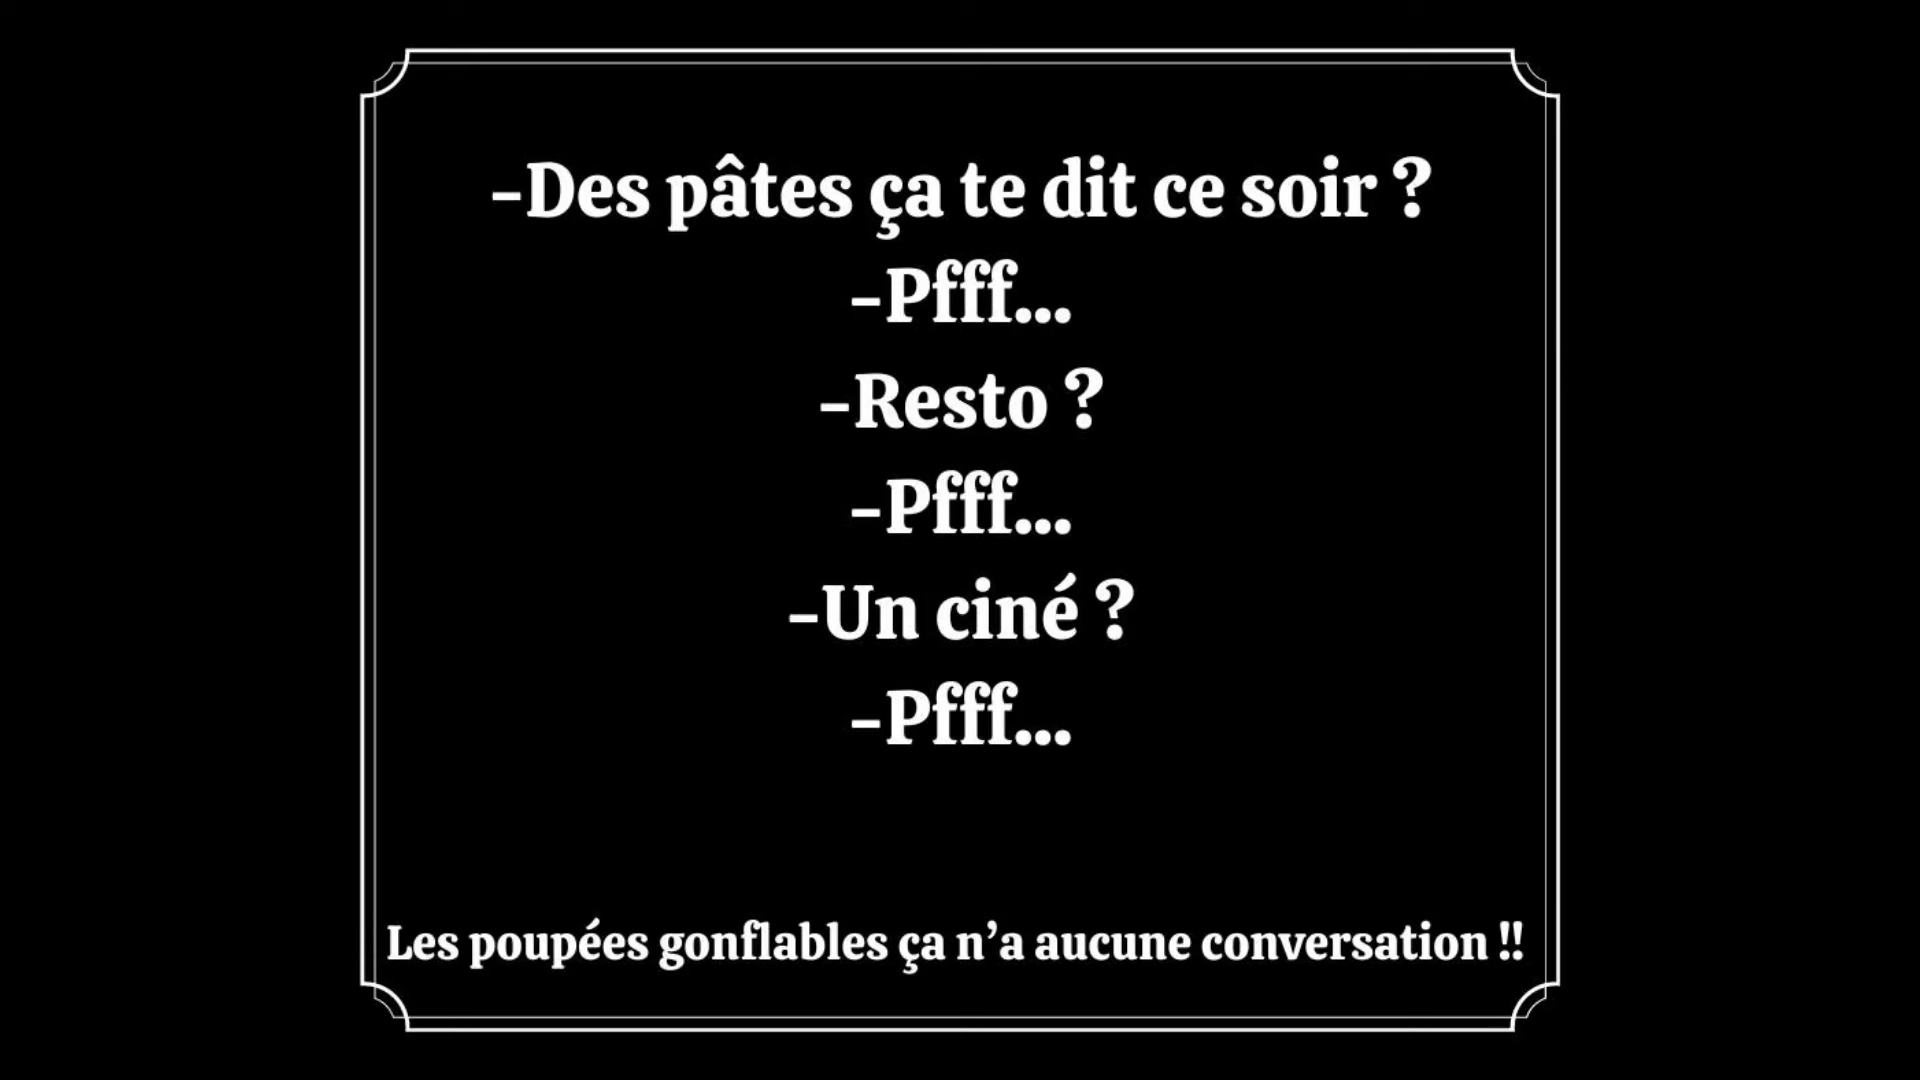 -Des pâtes ça te dit ce soir ?
-Pfff...
-Resto ?
-Pfff...
-Un ciné ?
-Pfff...
Les poupées gonflables ça n’a aucune conversation !!